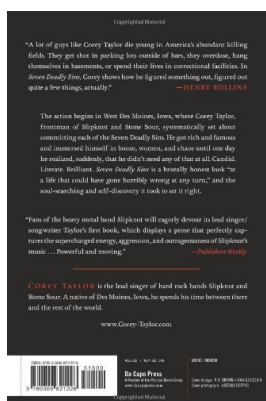 Copyrighted Material
“A lot of guys like Corey Taylor die young in America’s abundant killing
fields. They get shot in parking lots outside of bars, they overdose, hang
themselves in basements, or spend their lives in correctional facilities. In
Seven Deadly Sins, Corey shows how he figured something out, figured out
quite a few things, actually.” —HENRY ROLLINS
The action begins in West Des Moines, Iowa, where Corey Taylor,
frontman of Slipknot and Stone Sour, systematically set about
committing each of the Seven Deadly Sins. He got rich and famous
and immersed himself in booze, women, and chaos until one day
he realized, suddenly, that he didn’t need any of that at all. Candid.
Literate. Brilliant. Seven Deadly Sins is a brutally honest look “at
a life that could have gone horribly wrong at any turn,” and the
soul-searching and self-discovery it took to set it right.
“Fans of the heavy metal band Slipknot will eagerly devour its lead singer/
songwriter Taylor’s first book, which displays a prose that perfectly cap-
tures the supercharged energy, aggression, and outrageousness of Slipknot’s
music . . . Powerful and moving.” —Publishers Weekly
COREY TAYLOR is the lead singer of hard rock bands Slipknot and
Stone Sour. A native of Des Moines, Iowa, he spends his time between there
and the rest of the world.
www.Corey-Taylor.com
51500
Da Capo Press
MUSIC / MEMOIR
9 780306 821226
Copyrighted Material